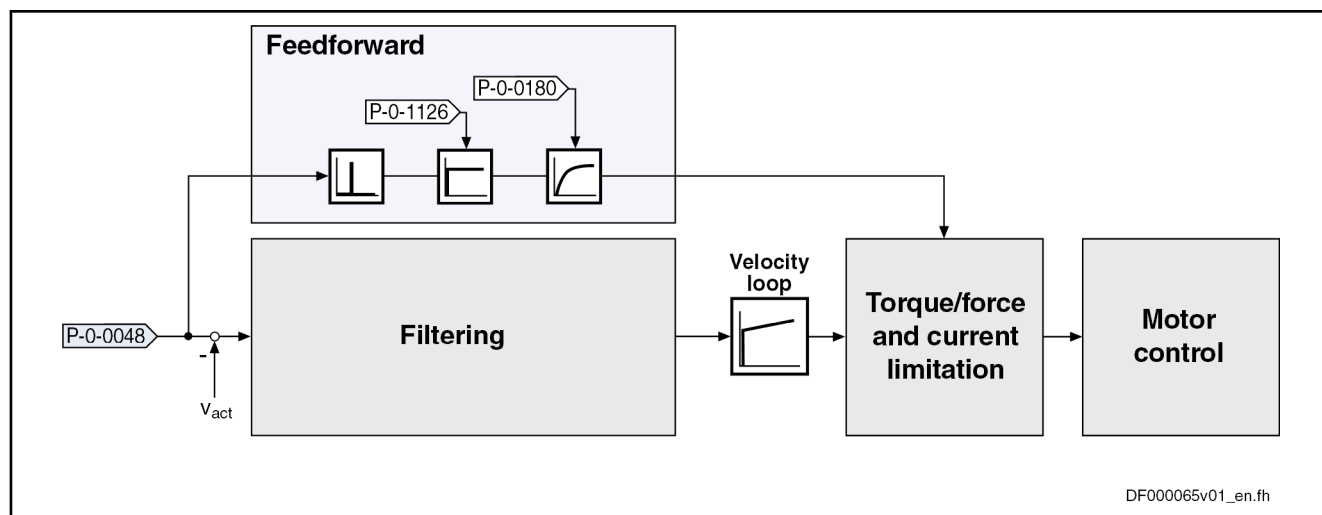 Feedforward
P-0-0180
P-0-1126
Velocity
loop
P-0-0048
-
vact
Filtering
Torque/force
and current
limitation
Motor
control
DF000065v01_en.fh